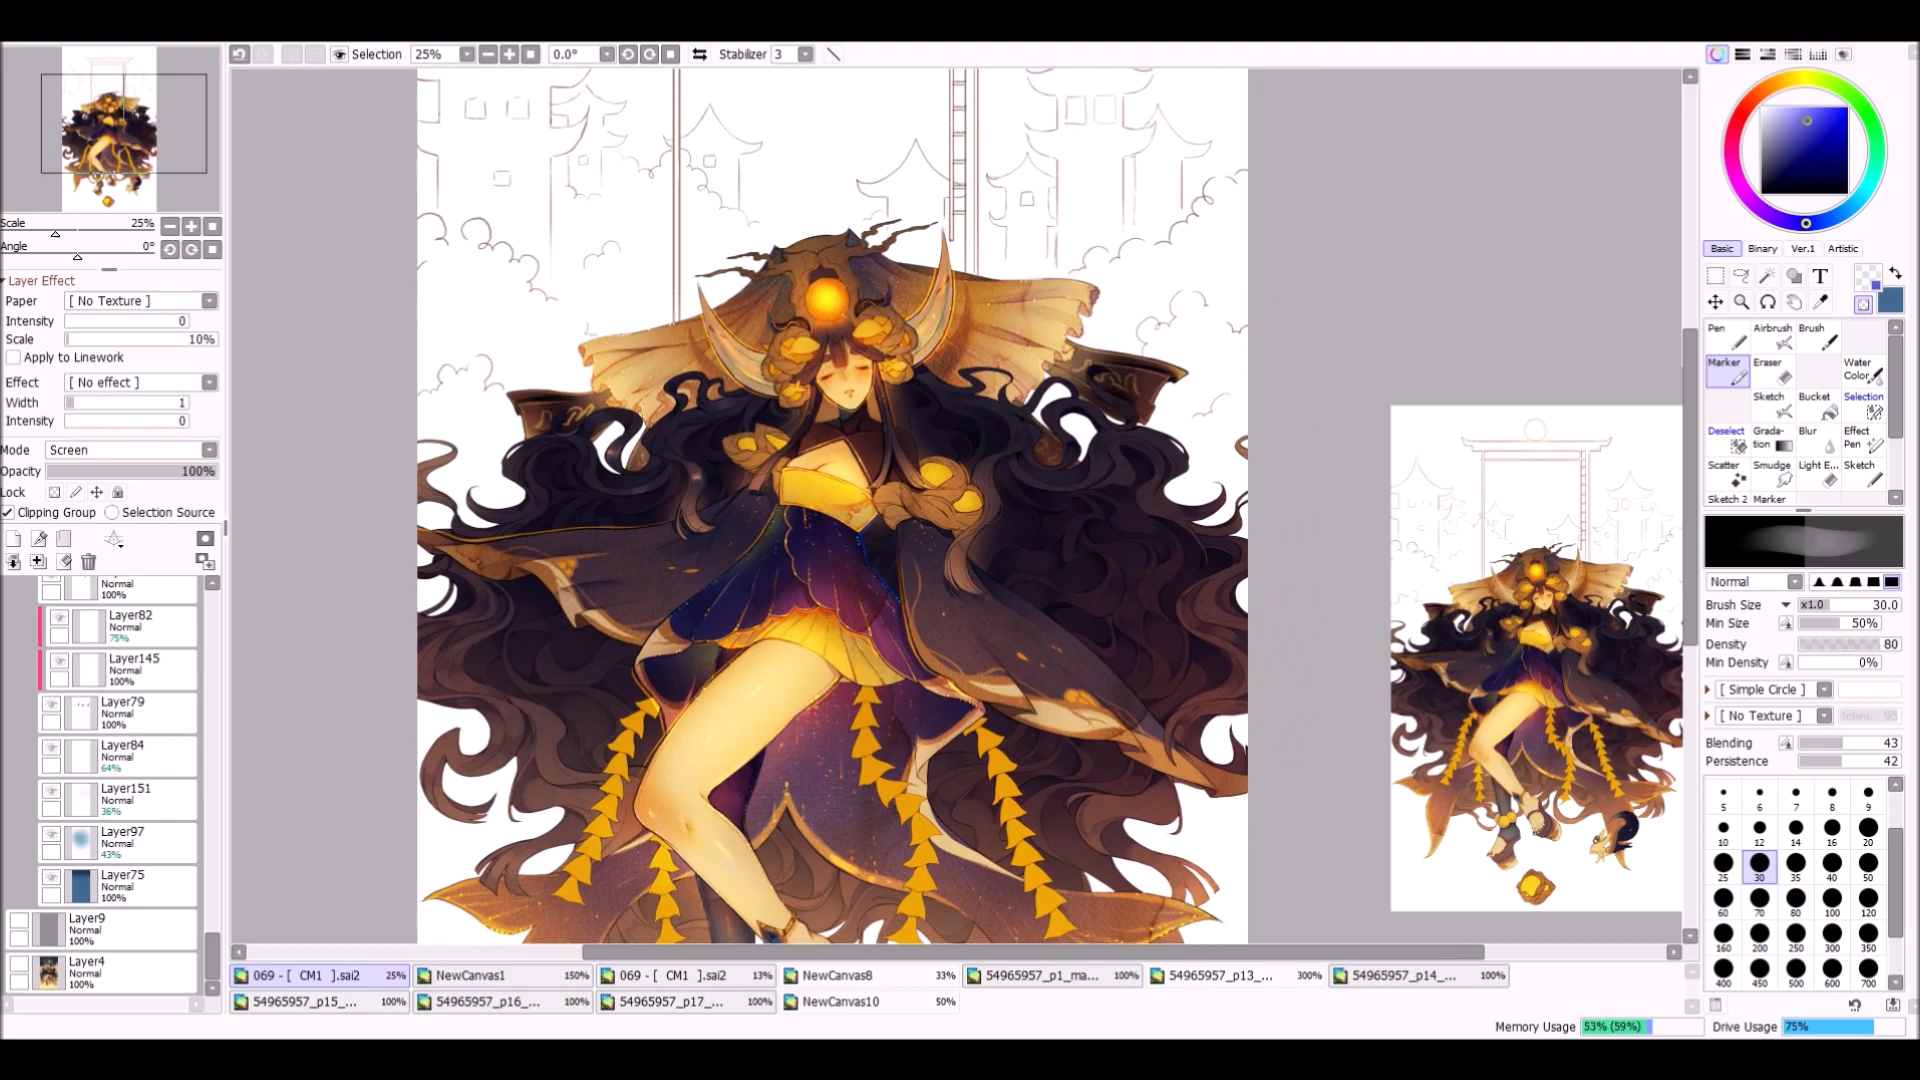 Selection 25% 0.0° Stabilizer 3
Scale 25%
Angle 0°
Layer Effect
Paper [ No Texture ]
Intensity 0
Scale 10%
Apply to Linework
Effect [ No effect ]
Width 1
Intensity 0
Mode Screen
Opacity 100%
Lock
Clipping Group Selection Source
Normal
100%
Layer82
Normal
75%
Layer145
Normal
100%
Layer79
Normal
100%
Layer84
Normal
64%
Layer151
Normal
36%
Layer97
Normal
43%
Layer75
Normal
100%
Layer9
Normal
100%
Layer4
Normal
100%
069 - [ CM1 ].sai2 25% NewCanvas1 150% 069 - [ CM1 ].sai2 13% NewCanvas8 33% 54965957_p1_ma... 100% 54965957_p13_... 300% 54965957_p14_... 100%
54965957_p15_... 100% 54965957_p16_... 100% 54965957_p17_... 100% NewCanvas10 50%
Memory Usage 53% (59%) Drive Usage 75%
Basic Binary Ver.1 Artistic
T
Pen Airbrush Brush
Marker Eraser Water Color
Sketch Bucket Selection
Deselect Grada-tion Blur Effect Pen
Scatter Smudge Light E... Sketch
Sketch 2 Marker
Normal
Brush Size x1.0 30.0
Min Size 50%
Density 80
Min Density 0%
[ Simple Circle ]
[ No Texture ] Intens. 95
Blending 43
Persistence 42
5 6 7 8 9
10 12 14 16 20
25 30 35 40 50
60 70 80 100 120
160 200 250 300 350
400 450 500 600 700